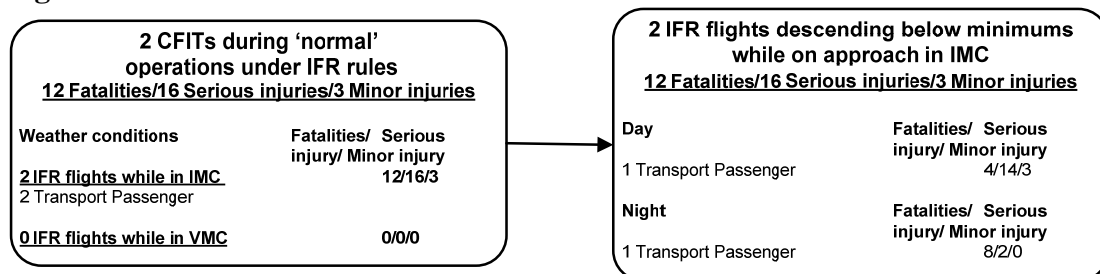 2 CFITs during ‘normal’
operations under IFR rules
12 Fatalities/16 Serious injuries/3 Minor injuries
Weather conditions Fatalities/ Serious
injury/ Minor injury
2 IFR flights while in IMC 12/16/3
2 Transport Passenger
0 IFR flights while in VMC 0/0/0
2 IFR flights descending below minimums
while on approach in IMC
12 Fatalities/16 Serious injuries/3 Minor injuries
Day Fatalities/ Serious
injury/ Minor injury
1 Transport Passenger 4/14/3
Night Fatalities/ Serious
injury/ Minor injury
1 Transport Passenger 8/2/0